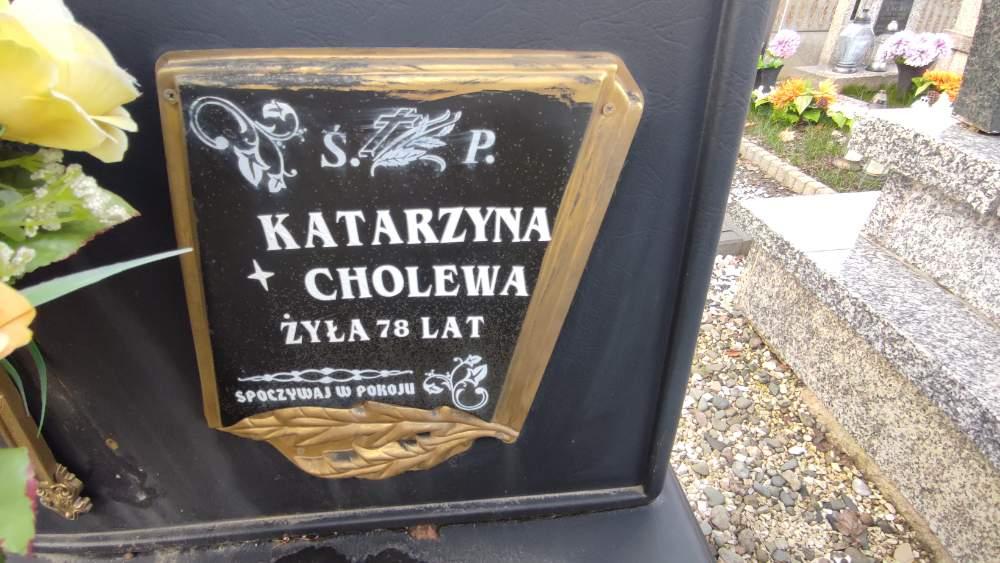 Ś. P.
KATARZYNA
CHOLEWA
ŻYŁA 78 LAT
SPOCZYWAJ W POKOJU